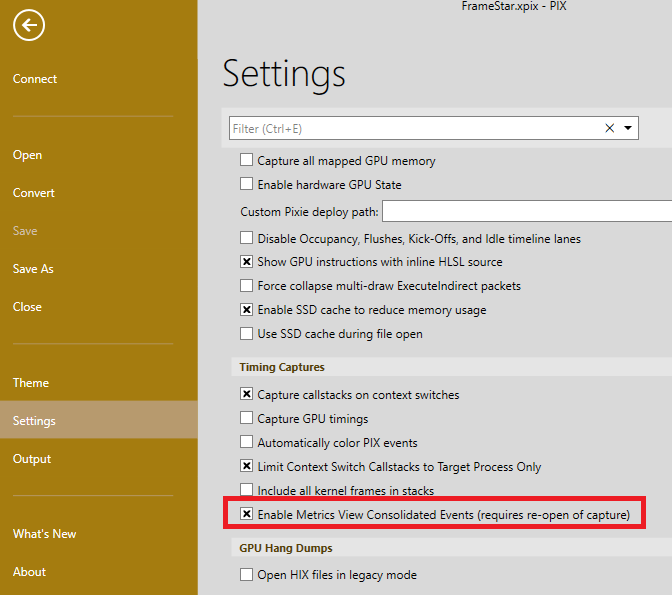 FrameStar.xpix - PIX
Connect
Open
Convert
Save
Save As
Close
Theme
Settings
Output
What's New
About
Settings
Filter (Ctrl+E)
Capture all mapped GPU memory
Enable hardware GPU State
Custom Pixie deploy path:
Disable Occupancy, Flushes, Kick-Offs, and Idle timeline lanes
Show GPU instructions with inline HLSL source
Force collapse multi-draw ExecuteIndirect packets
Enable SSD cache to reduce memory usage
Use SSD cache during file open
Timing Captures
Capture callstacks on context switches
Capture GPU timings
Automatically color PIX events
Limit Context Switch Callstacks to Target Process Only
Include all kernel frames in stacks
Enable Metrics View Consolidated Events (requires re-open of capture)
GPU Hang Dumps
Open HIX files in legacy mode